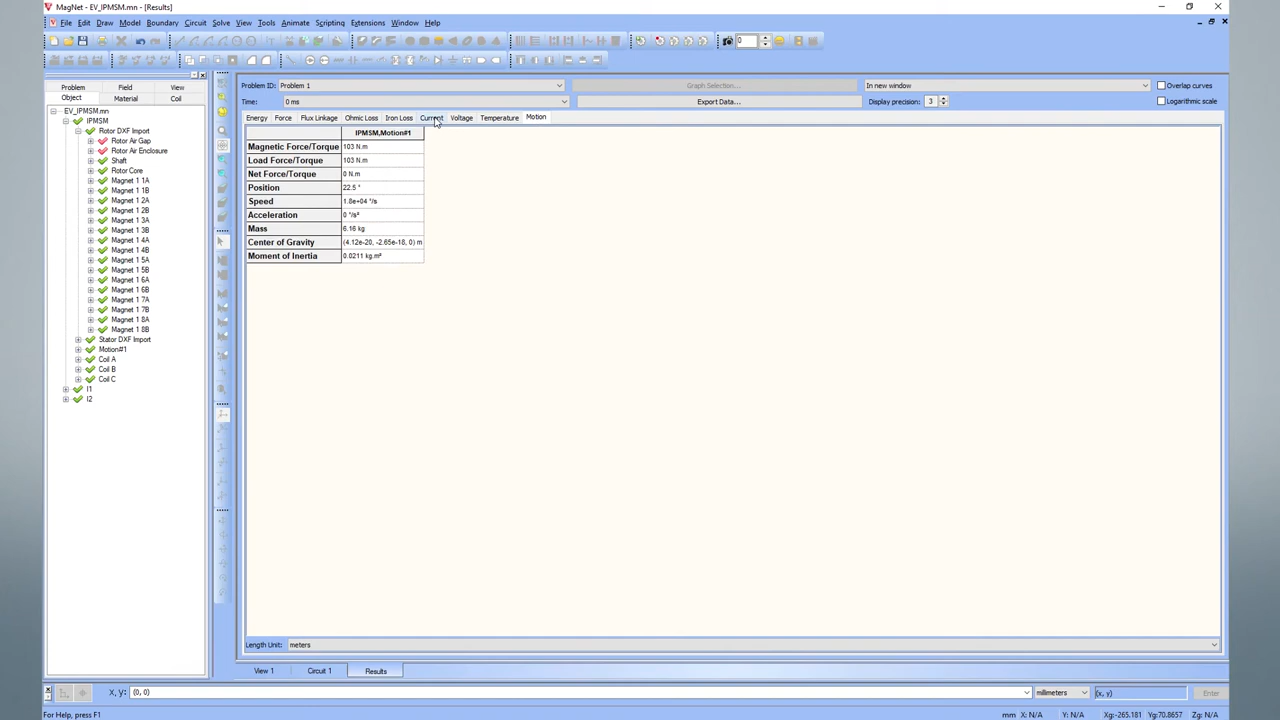 MagNet - EV_IPMSM.mn - [Results]
File Edit Draw Model Boundary Circuit Solve View Tools Animate Scripting Extensions Window Help
0
Problem Field View
Object Material Coil
EV_IPMSM.mn
IPMSM
Rotor DXF Import
Rotor Air Gap
Rotor Air Enclosure
Shaft
Rotor Core
Magnet 1 1A
Magnet 1 1B
Magnet 1 2A
Magnet 1 2B
Magnet 1 3A
Magnet 1 3B
Magnet 1 4A
Magnet 1 4B
Magnet 1 5A
Magnet 1 5B
Magnet 1 6A
Magnet 1 6B
Magnet 1 7A
Magnet 1 7B
Magnet 1 8A
Magnet 1 8B
Stator DXF Import
Motion#1
Coil A
Coil B
Coil C
I1
I2
Problem ID: Problem 1 Graph Selection... In new window Overlap curves
Time: 0 ms Export Data... Display precision: 3 Logarithmic scale
Energy Force Flux Linkage Ohmic Loss Iron Loss Current Voltage Temperature Motion
IPMSM,Motion#1
Magnetic Force/Torque 103 N.m
Load Force/Torque 103 N.m
Net Force/Torque 0 N.m
Position 22.5 °
Speed 1.8e+04 °/s
Acceleration 0 °/s²
Mass 6.16 kg
Center of Gravity (4.12e-20, -2.65e-18, 0) m
Moment of Inertia 0.0211 kg.m²
Length Unit: meters
View 1 Circuit 1 Results
X, y: (0, 0) millimeters (x, y) Enter
For Help, press F1 mm X: N/A Y: N/A Xg:-265.181 Yg:70.8657 Zg: N/A